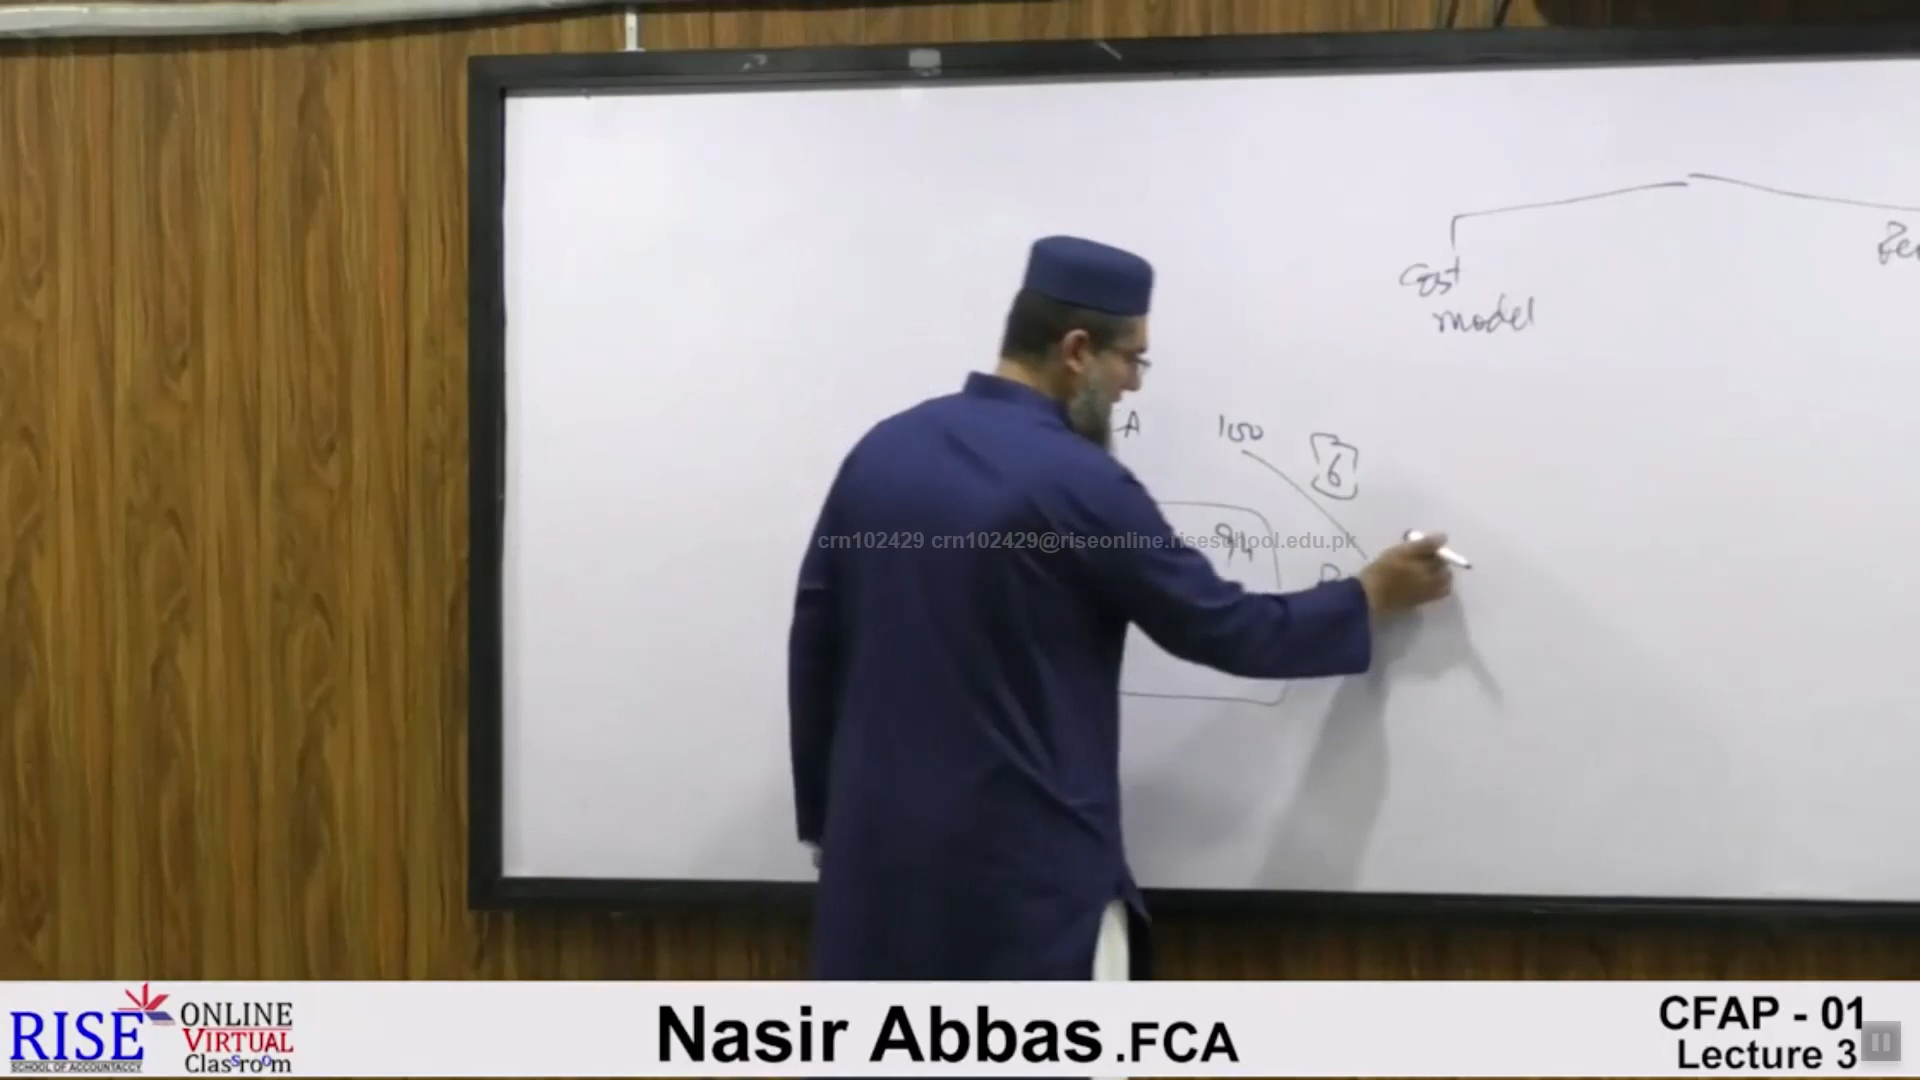 Cost
model
A 100
6
94
crn102429 crn102429@riseonline.riseschool.edu.pk
RISE
SCHOOL OF ACCOUNTANCY
ONLINE
VIRTUAL
Classroom
Nasir Abbas .FCA
CFAP - 01
Lecture 3